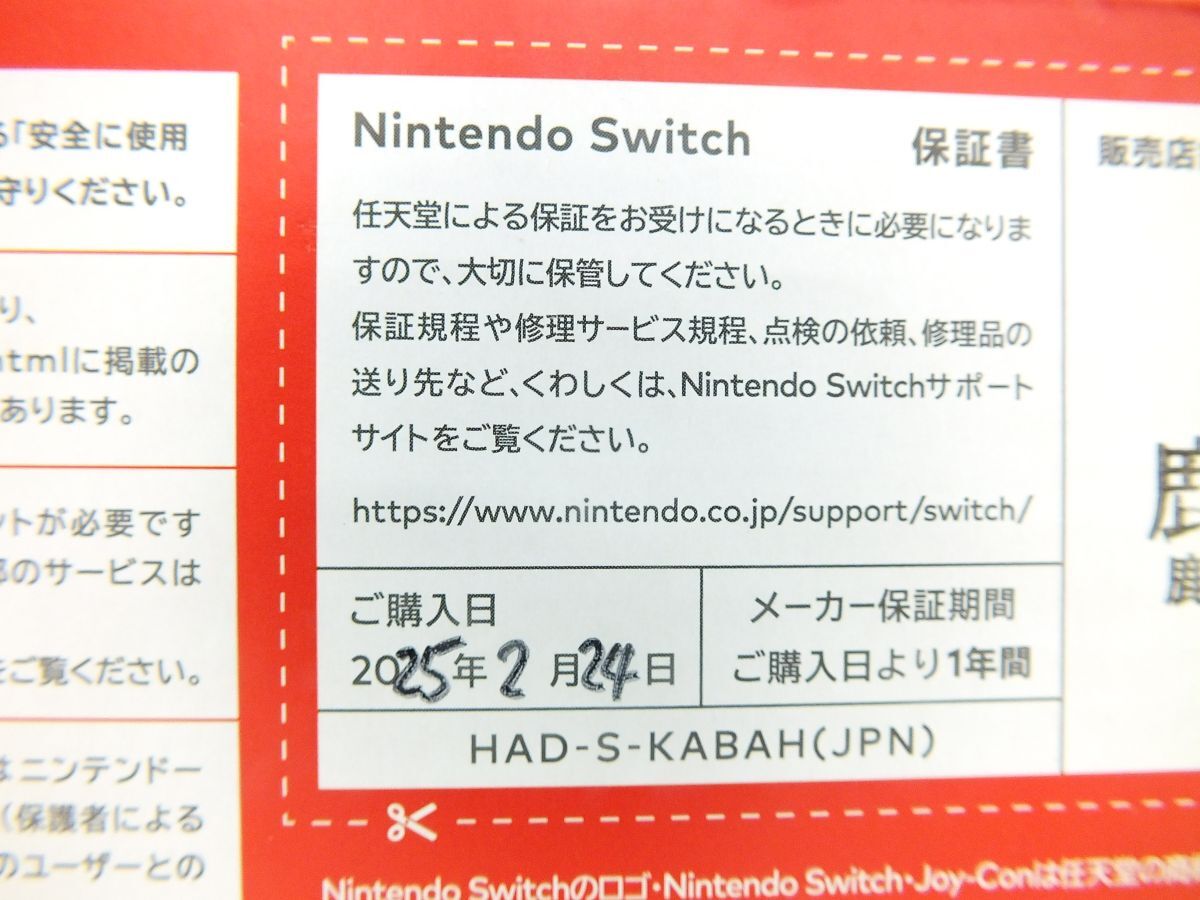 「安全に使用
守りください。
り、
htmlに掲載の
あります。
ットが必要です
部のサービスは
をご覧ください。
はニンテンドー
(保護者による
のユーザーとの
Nintendo Switch 保証書
任天堂による保証をお受けになるときに必要になりま
すので、大切に保管してください。
保証規程や修理サービス規程、点検の依頼、修理品の
送り先など、くわしくは、Nintendo Switchサポート
サイトをご覧ください。
https://www.nintendo.co.jp/support/switch/
ご購入日
2025年2月24日
メーカー保証期間
ご購入日より1年間
HAD-S-KABAH(JPN)
販売店
鹿
Nintendo Switchのロゴ・Nintendo Switch・Joy-Conは任天堂の商